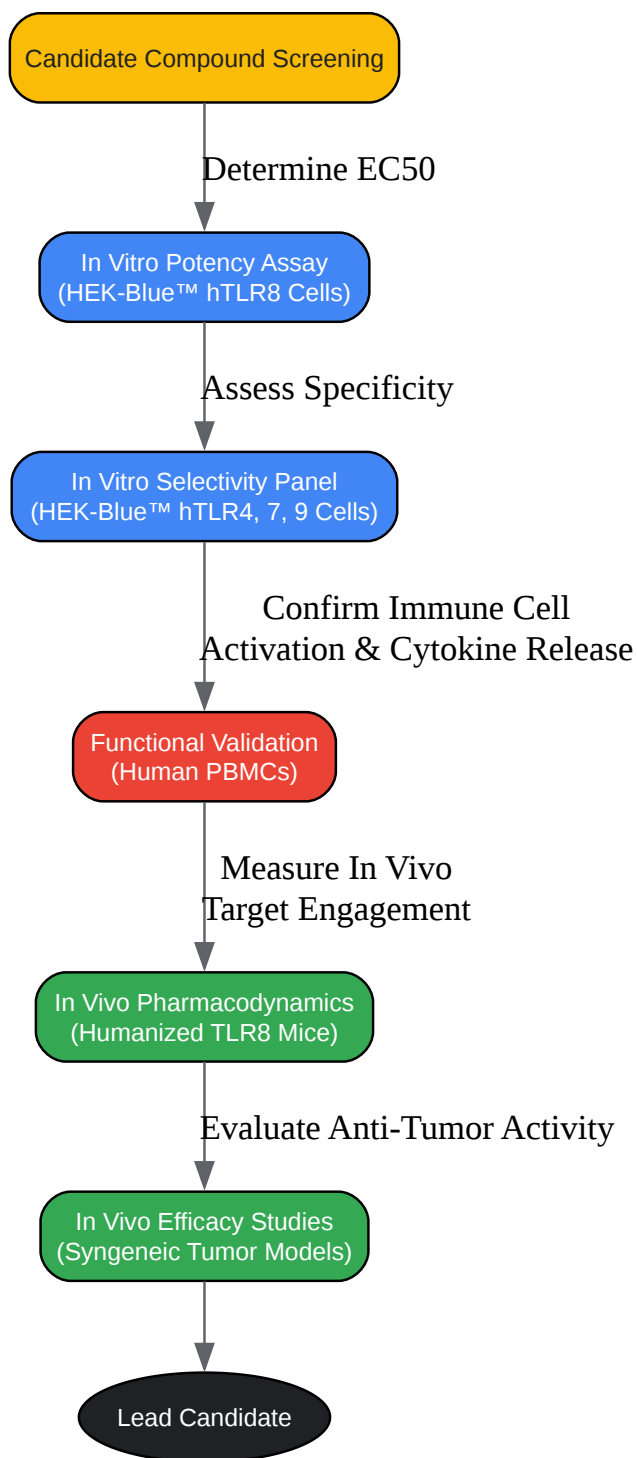 Candidate Compound Screening
Determine EC50
In Vitro Potency Assay
(HEK-Blue™ hTLR8 Cells)
Assess Specificity
In Vitro Selectivity Panel
(HEK-Blue™ hTLR4, 7, 9 Cells)
Confirm Immune Cell
Activation & Cytokine Release
Functional Validation
(Human PBMCs)
Measure In Vivo
Target Engagement
In Vivo Pharmacodynamics
(Humanized TLR8 Mice)
Evaluate Anti-Tumor Activity
In Vivo Efficacy Studies
(Syngeneic Tumor Models)
Lead Candidate